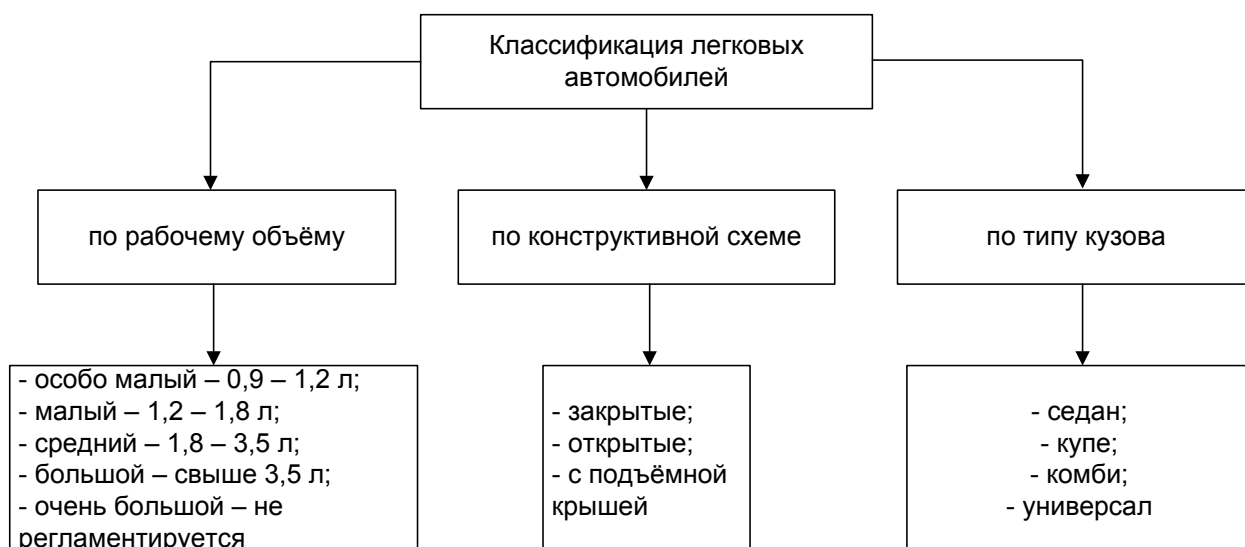 Классификация легковых
автомобилей
по рабочему объёму
по конструктивной схеме
по типу кузова
- особо малый – 0,9 – 1,2 л;
- малый – 1,2 – 1,8 л;
- средний – 1,8 – 3,5 л;
- большой – свыше 3,5 л;
- очень большой – не
регламентируется
- закрытые;
- открытые;
- с подъёмной
крышей
- седан;
- купе;
- комби;
- универсал